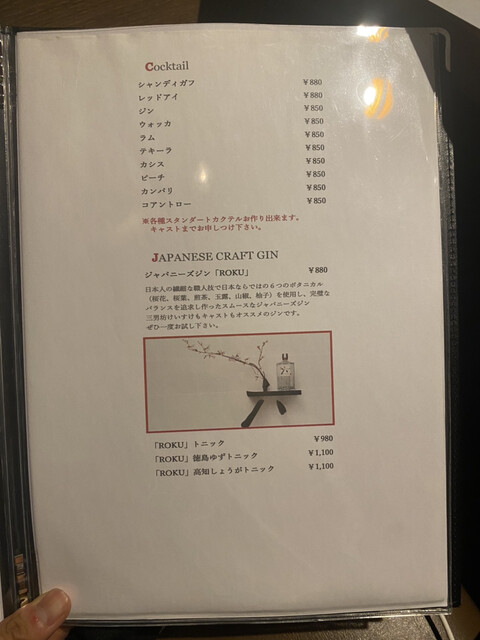 Cocktail
シャンディガフ ￥880
レッドアイ ￥880
ジン ￥850
ウォッカ ￥850
ラム ￥850
テキーラ ￥850
カシス ￥850
ピーチ ￥850
カンパリ ￥850
コアントロー ￥850
※各種スタンダートカクテルお作り出来ます。
キャストまでお申しつけ下さい。
JAPANESE CRAFT GIN
ジャパニーズジン「ROKU」 ￥880
日本人の繊細な職人技で日本ならではの６つのボタニカル
（桜花、桜葉、煎茶、玉露、山椒、柚子）を使用し、完璧な
バランスを追求し作ったスムースなジャパニーズジン
三男坊けいすけもキャストもオススメのジンです。
ぜひ一度お試し下さい。
六
「ROKU」トニック ￥980
「ROKU」徳島ゆずトニック ￥1,100
「ROKU」高知しょうがトニック ￥1,100